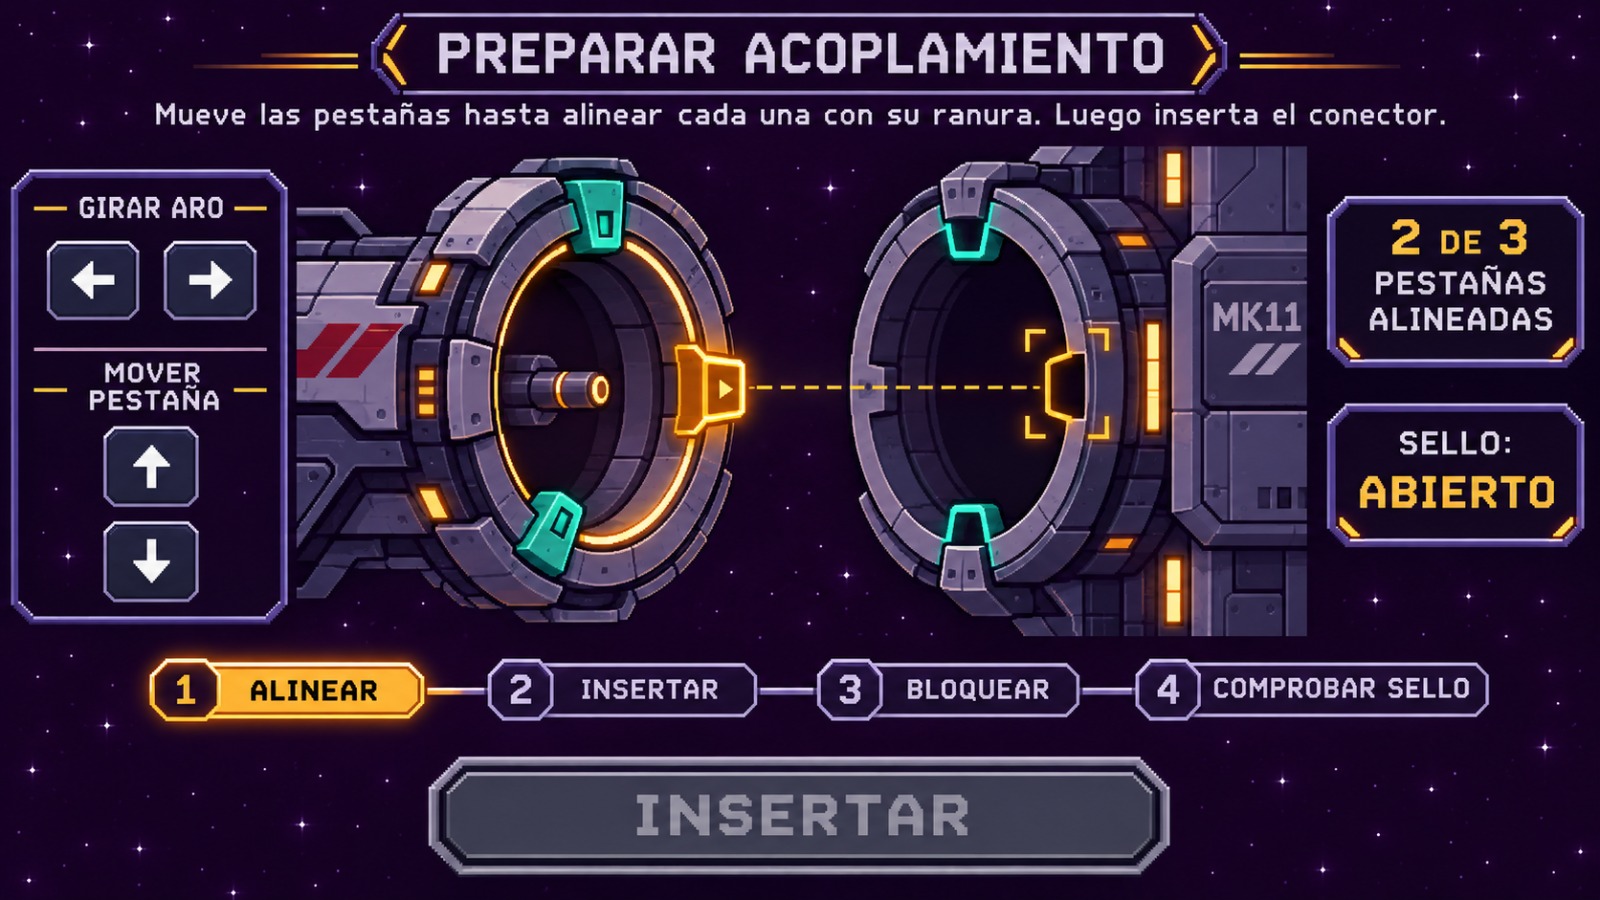 PREPARAR ACOPLAMIENTO
Mueve las pestañas hasta alinear cada una con su ranura. Luego inserta el conector.
GIRAR ARO
MOVER
PESTAÑA
MK11
2 DE 3
PESTAÑAS
ALINEADAS
SELLO:
ABIERTO
1 ALINEAR
2 INSERTAR
3 BLOQUEAR
4 COMPROBAR SELLO
INSERTAR